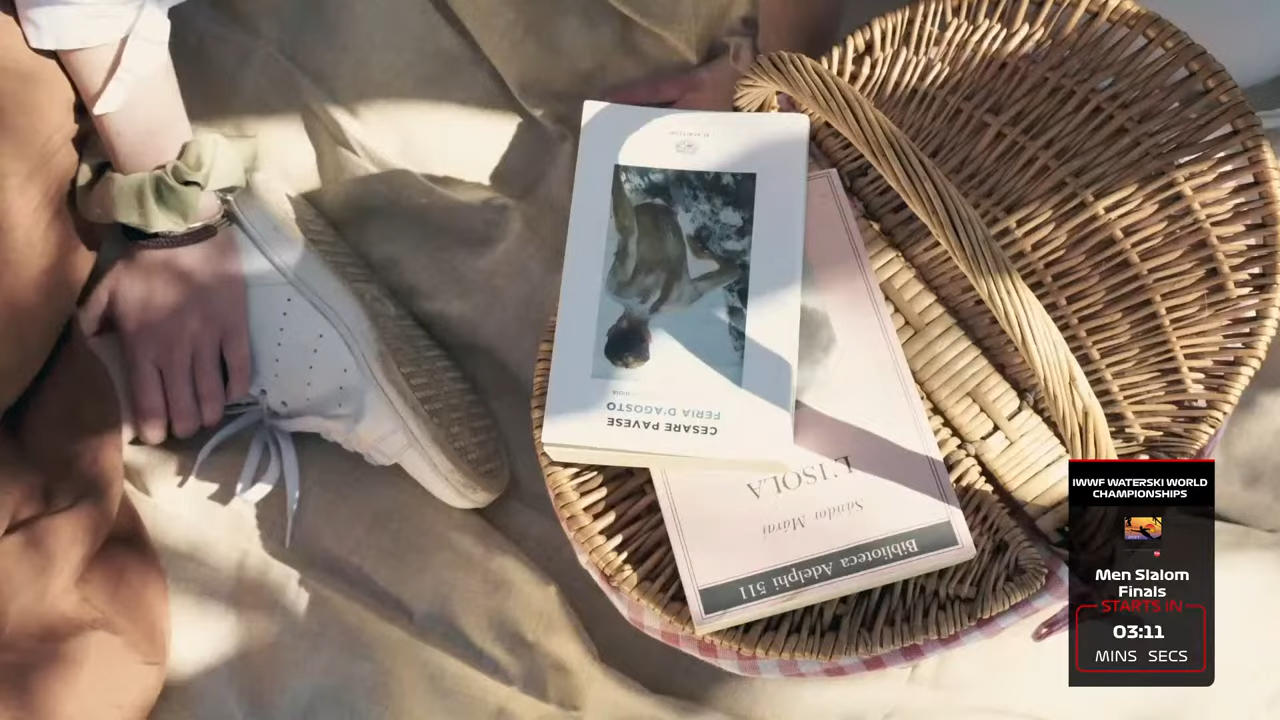 CESARE PAVESE
FERIA D'AGOSTO
L'ISOLA
Sándor Márai
Biblioteca Adelphi 511
IWWF WATERSKI WORLD
CHAMPIONSHIPS
Men Slalom
Finals
STARTS IN
03:11
MINS SECS